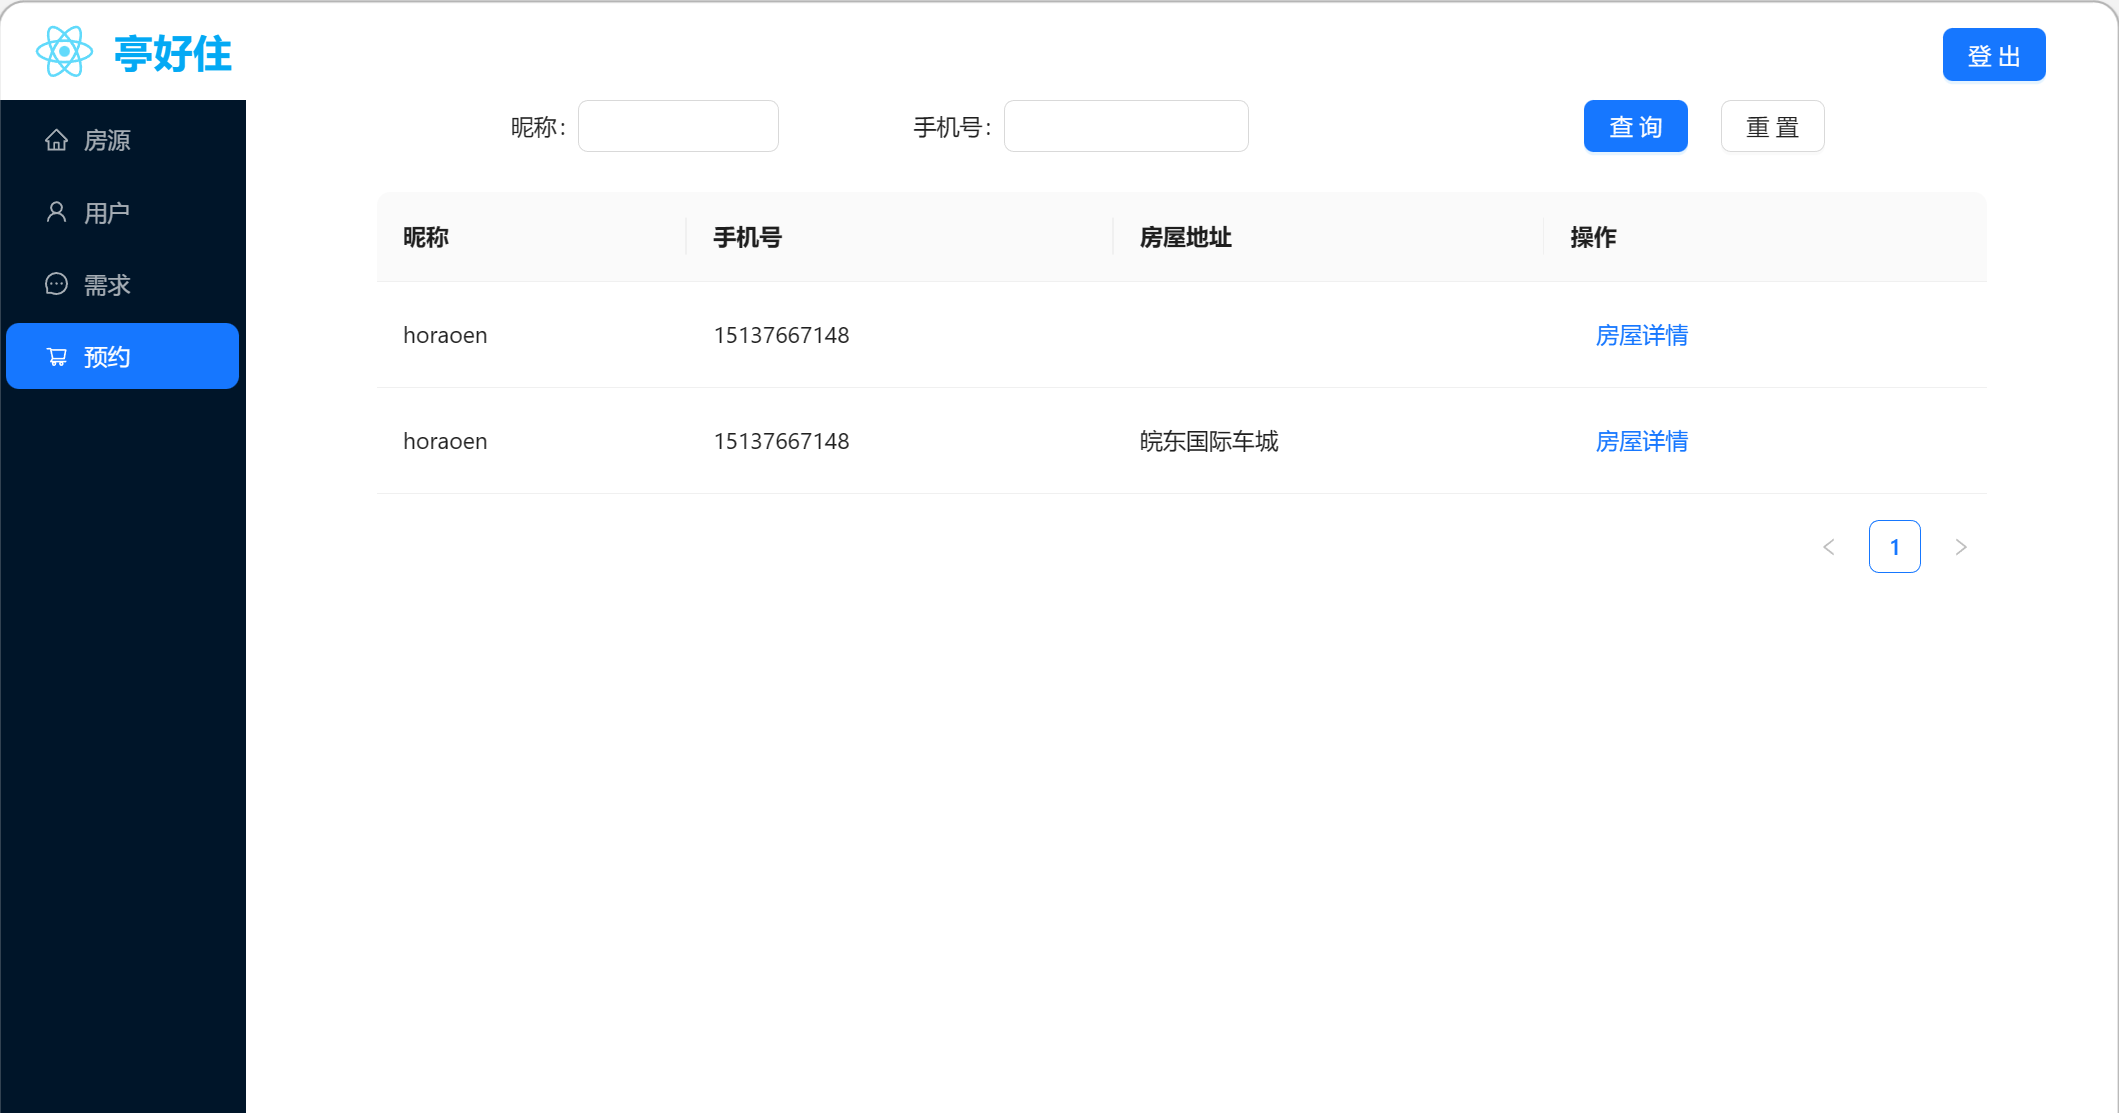 亭好住
登 出
房源
用户
需求
预约
昵称:
手机号:
查 询
重 置
昵称 手机号 房屋地址 操作
horaoen 15137667148 房屋详情
horaoen 15137667148 皖东国际车城 房屋详情
< 1 >